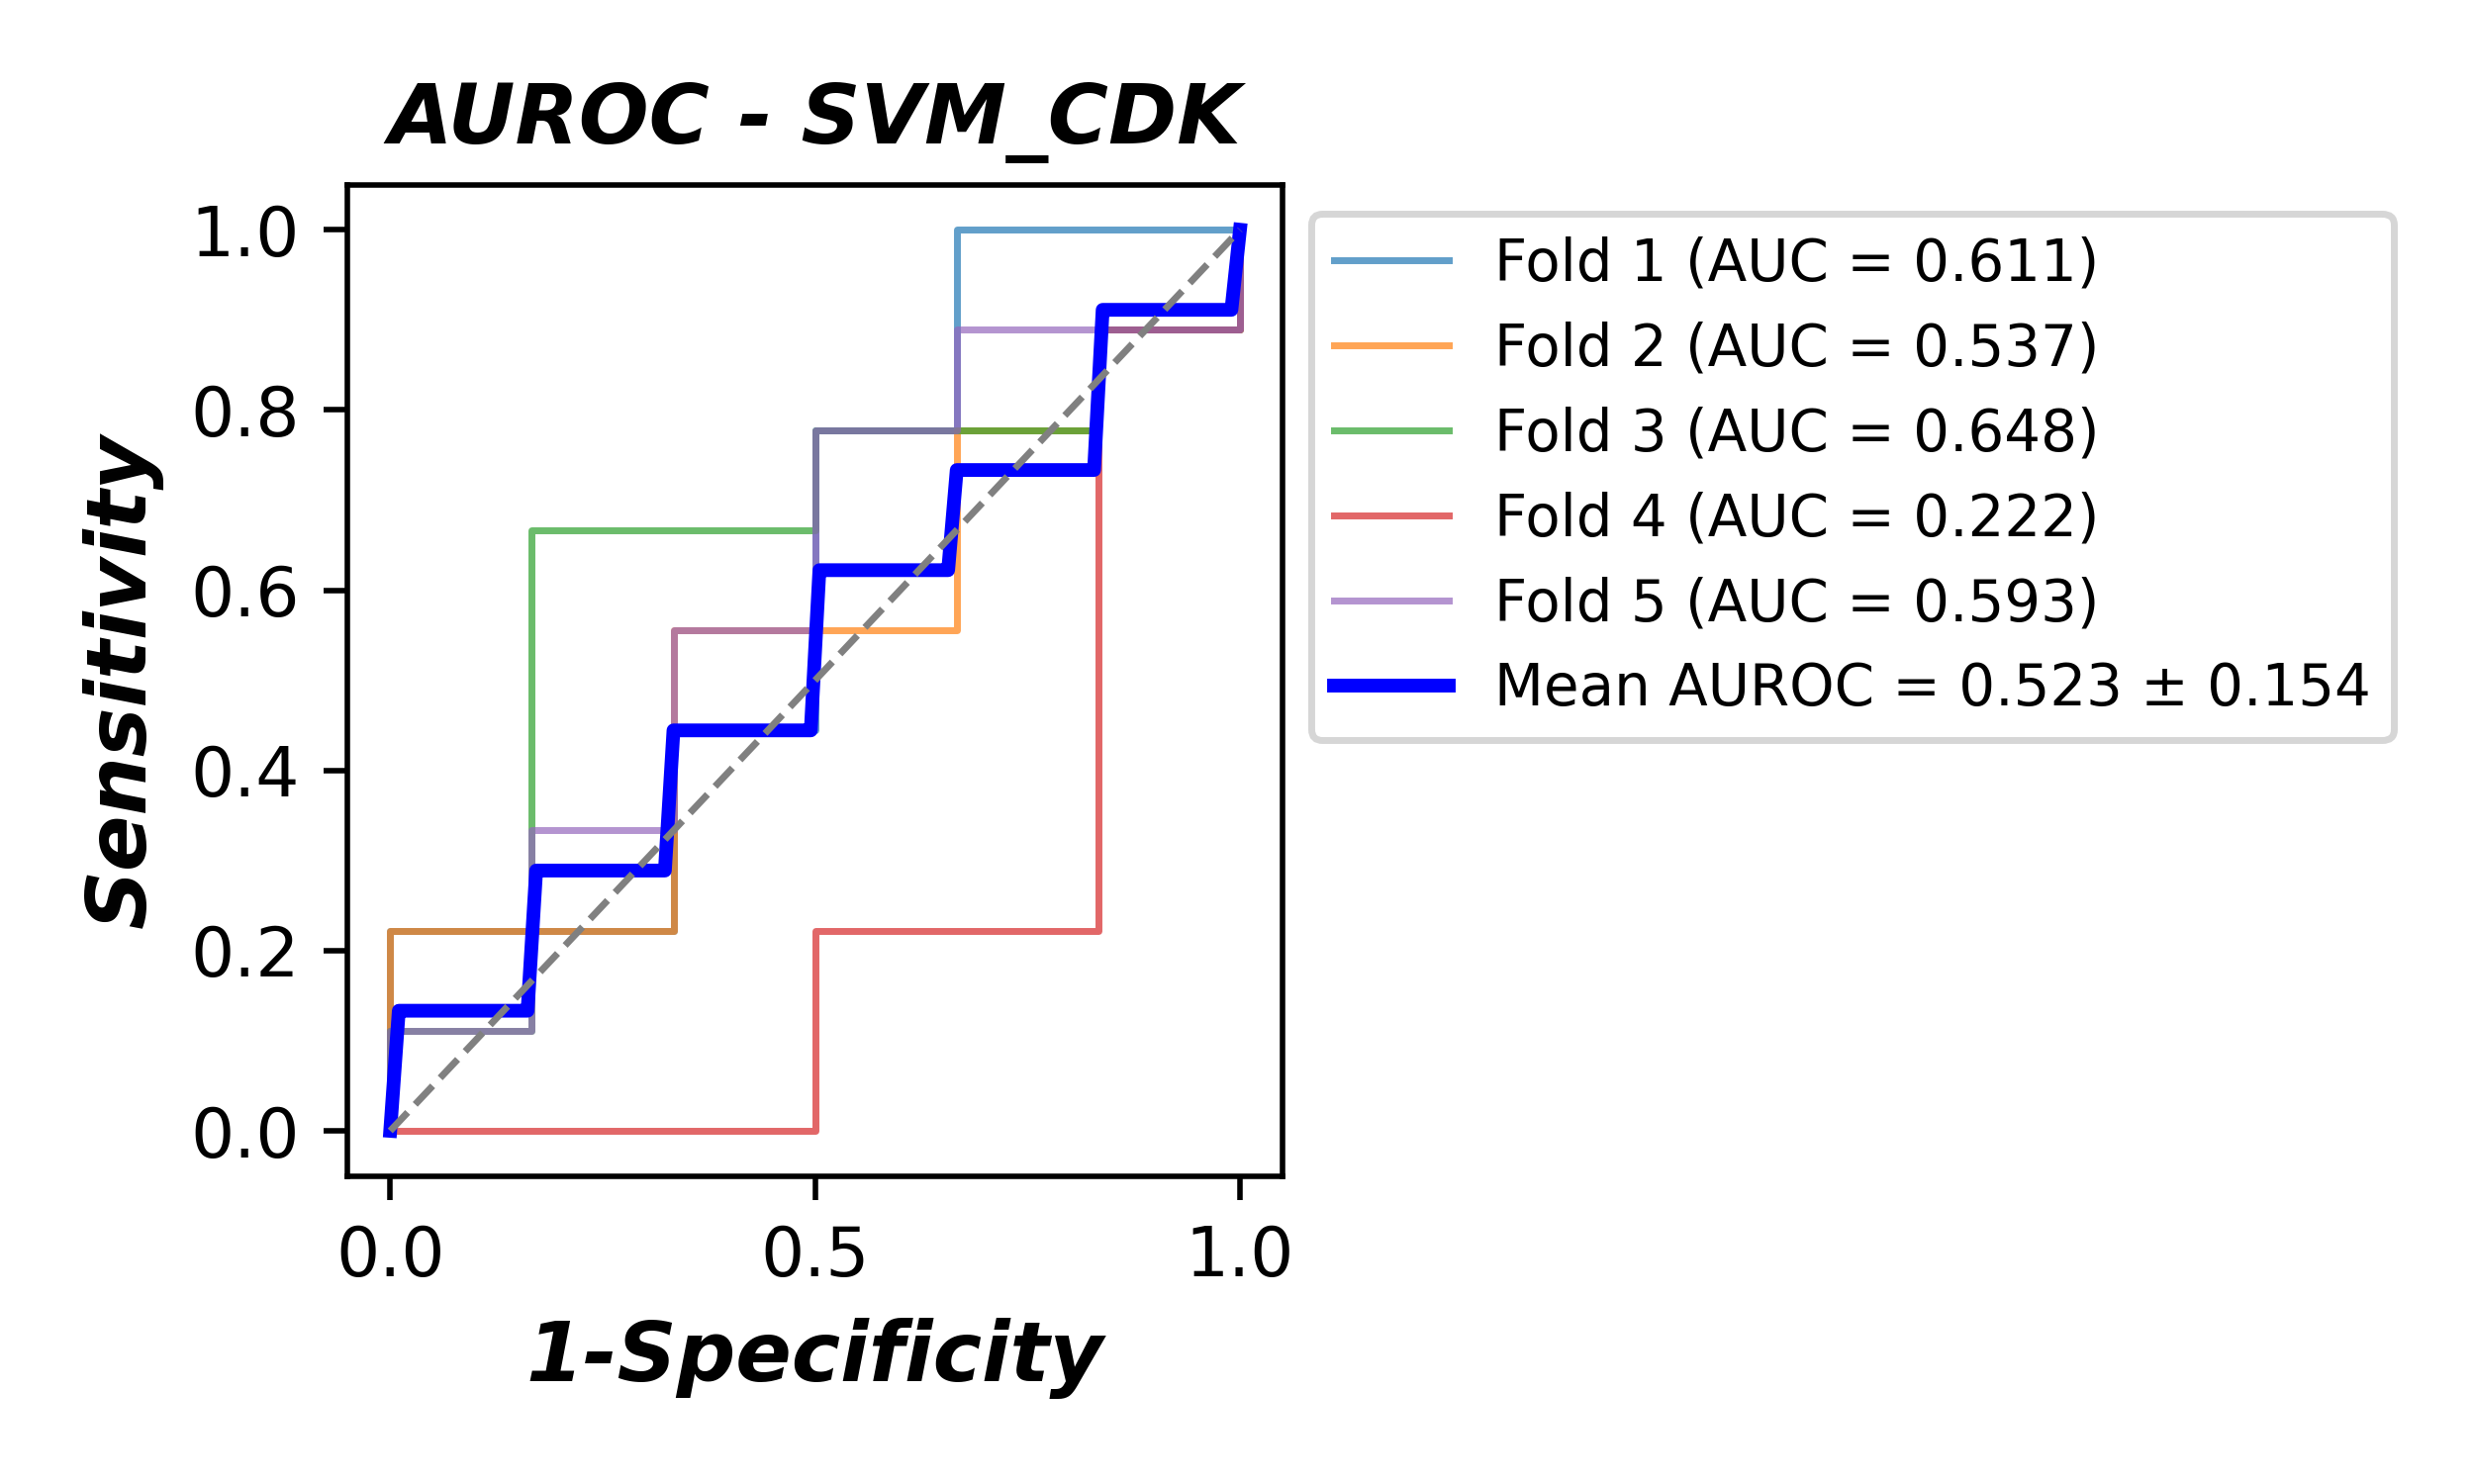 AUROC - SVM_CDK
Sensitivity
1.0
0.8
0.6
0.4
0.2
0.0
0.0
0.5
1.0
1-Specificity
Fold 1 (AUC = 0.611)
Fold 2 (AUC = 0.537)
Fold 3 (AUC = 0.648)
Fold 4 (AUC = 0.222)
Fold 5 (AUC = 0.593)
Mean AUROC = 0.523 ± 0.154